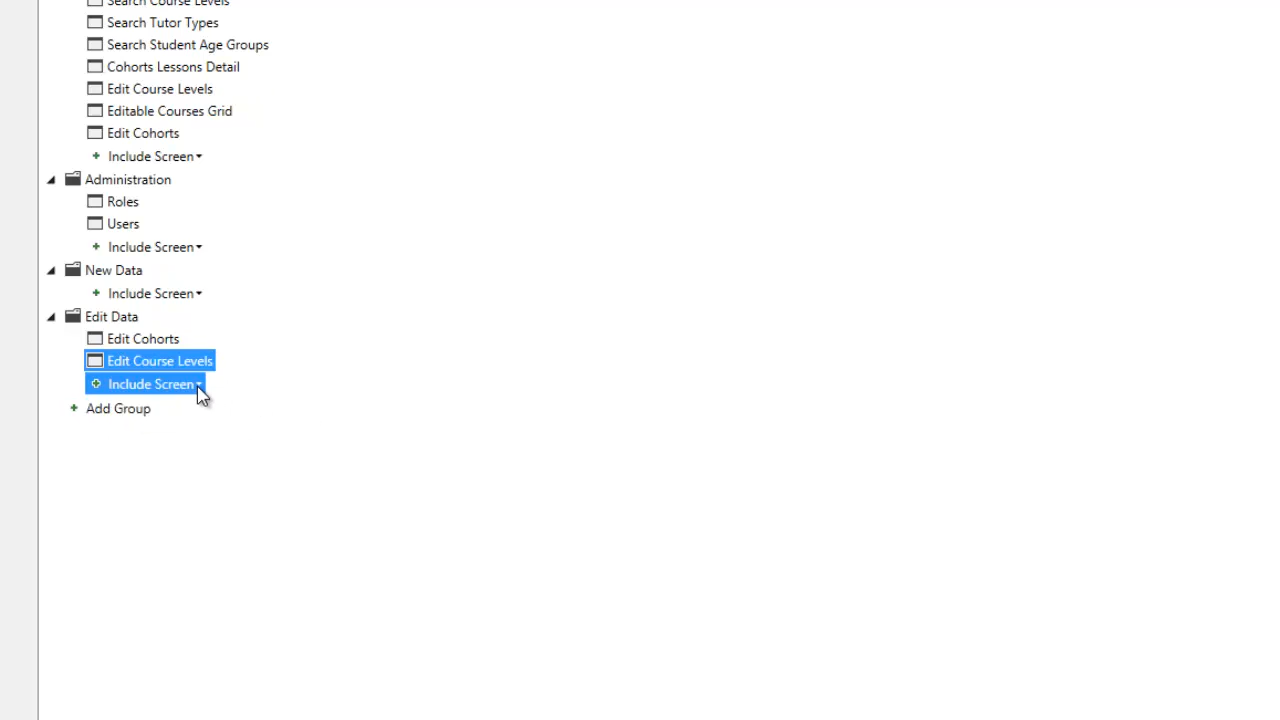 Search Course Levels
Search Tutor Types
Search Student Age Groups
Cohorts Lessons Detail
Edit Course Levels
Editable Courses Grid
Edit Cohorts
Include Screen
Administration
Roles
Users
Include Screen
New Data
Include Screen
Edit Data
Edit Cohorts
Edit Course Levels
Include Screen
Add Group